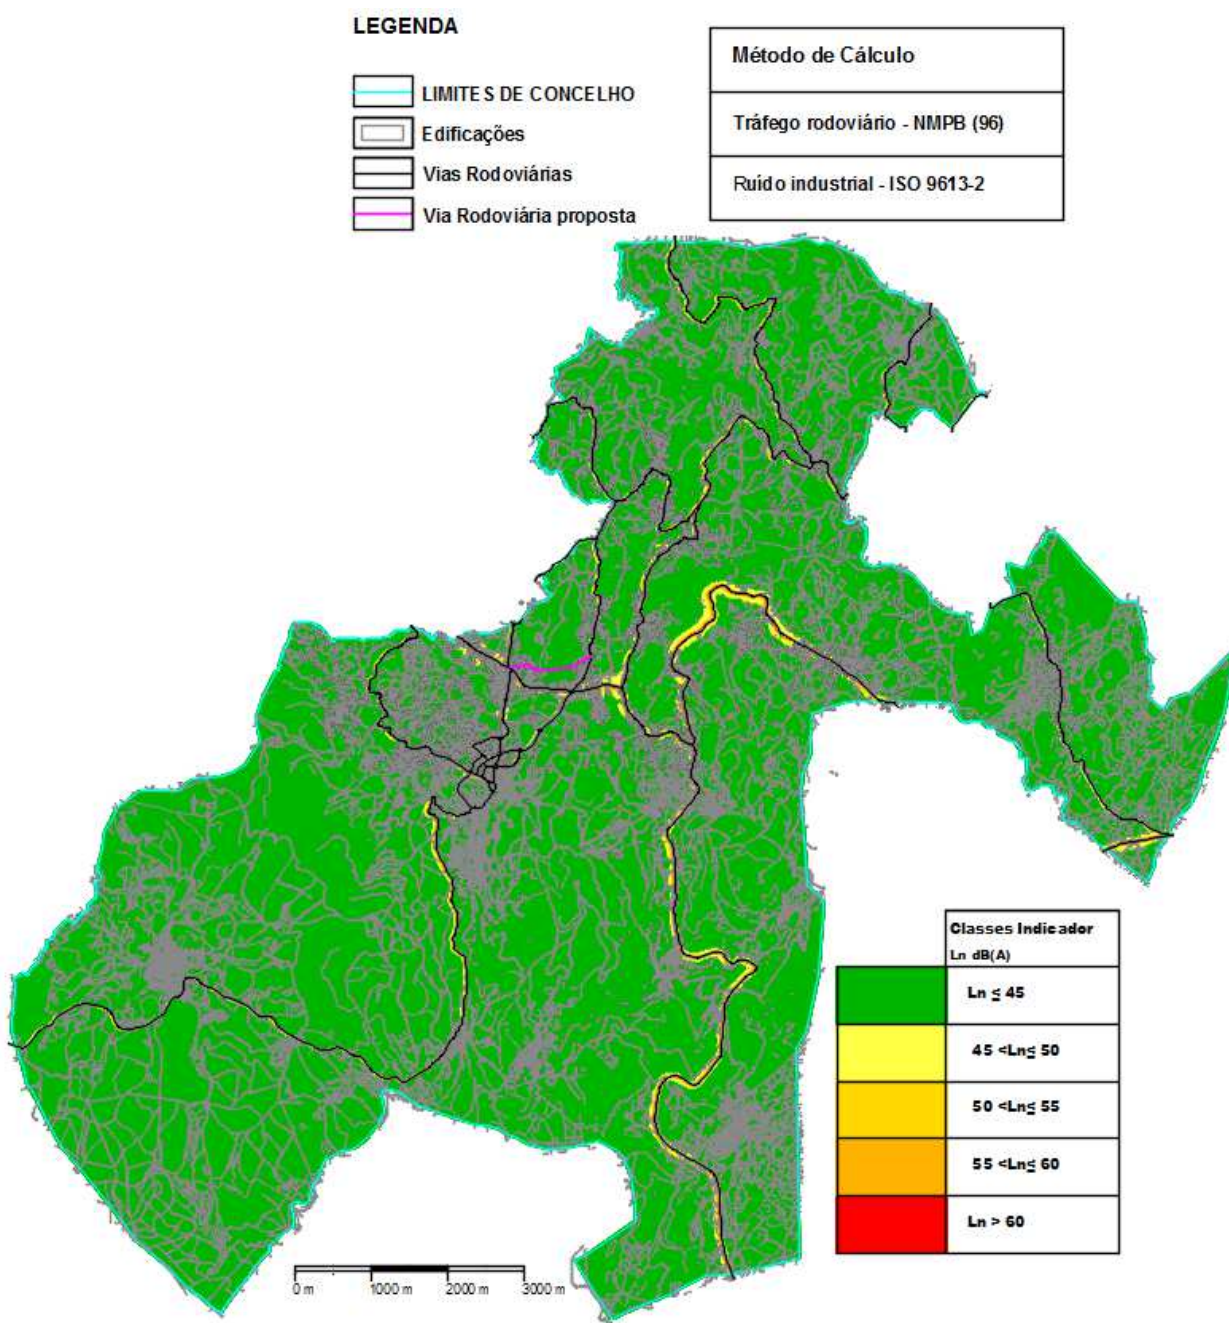 LEGENDA
LIMITES DE CONCELHO
Edificações
Vias Rodoviárias
Via Rodoviária proposta
Método de Cálculo
Tráfego rodoviário - NMPB (96)
Ruído industrial - ISO 9613-2
Classes Indicador
Ln dB(A)
Ln ≤ 45
45 <Ln≤ 50
50 <Ln≤ 55
55 <Ln≤ 60
Ln > 60
0 m 1000 m 2000 m 3000 m